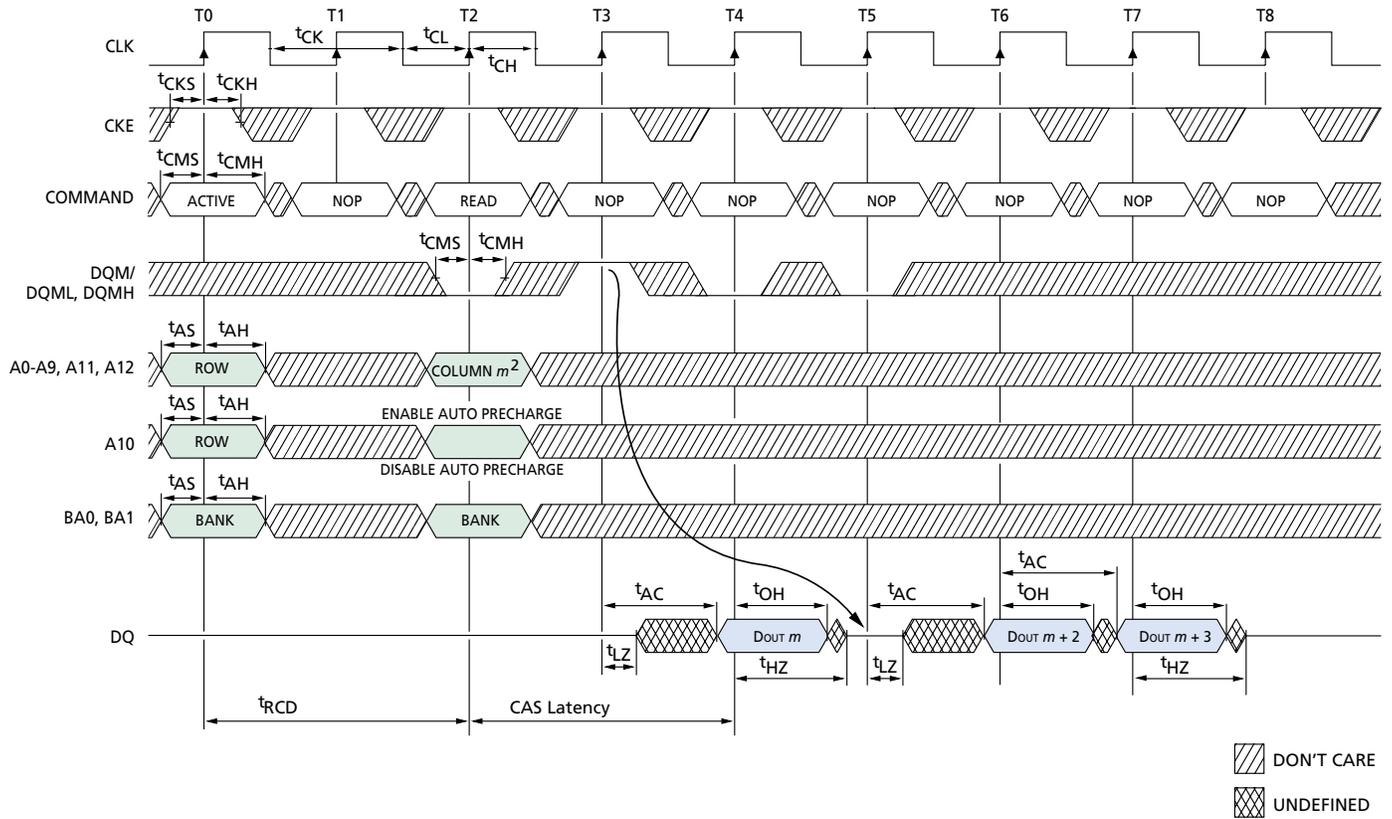 T0 T1 T2 T3 T4 T5 T6 T7 T8
CLK
tCK tCL tCH
tCKS tCKH
CKE
tCMS tCMH
COMMAND ACTIVE NOP READ NOP NOP NOP NOP NOP NOP
tCMS tCMH
DQM/
DQML, DQMH
tAS tAH
A0-A9, A11, A12 ROW COLUMN m2
tAS tAH ENABLE AUTO PRECHARGE
A10 ROW
DISABLE AUTO PRECHARGE
tAS tAH
BA0, BA1 BANK BANK
tAC
tAC tOH tAC tOH tOH
DQ DOUT m DOUT m + 2 DOUT m + 3
tLZ tHZ tLZ tHZ
tRCD CAS Latency
DON'T CARE
UNDEFINED